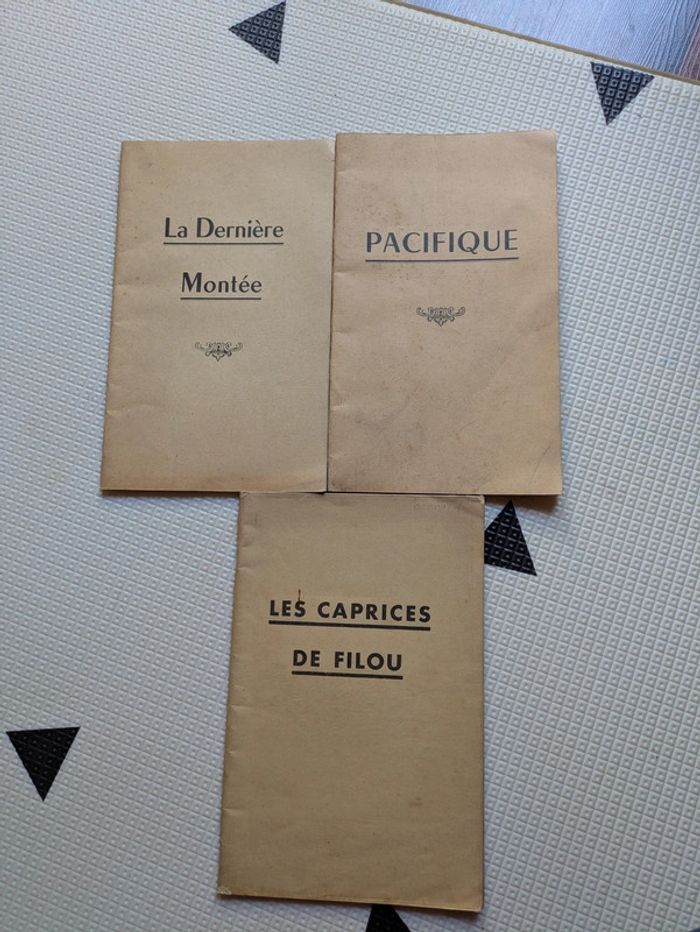 La Dernière
Montée
PACIFIQUE
LES CAPRICES
DE FILOU